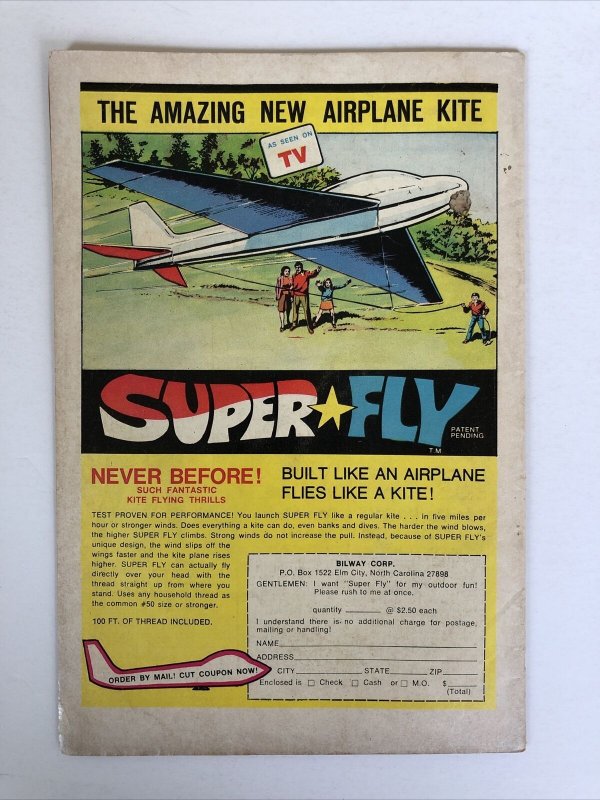 THE AMAZING NEW AIRPLANE KITE
AS SEEN ON
TV
SUPER★FLY
PATENT
PENDING
T.M
NEVER BEFORE!
SUCH FANTASTIC
KITE FLYING THRILLS
BUILT LIKE AN AIRPLANE
FLIES LIKE A KITE!
TEST PROVEN FOR PERFORMANCE! You launch SUPER FLY like a regular kite . . . in five miles per
hour or stronger winds. Does everything a kite can do, even banks and dives. The harder the wind blows,
the higher SUPER FLY climbs. Strong winds do not increase the pull. Instead, because of SUPER FLY's
unique design, the wind slips off the
wings faster and the kite plane rises
higher. SUPER FLY can actually fly
directly over your head with the
thread straight up from where you
stand. Uses any household thread as
the common #50 size or stronger.
100 FT. OF THREAD INCLUDED.
ORDER BY MAIL! CUT COUPON NOW!
BILWAY CORP.
P.O. Box 1522 Elm City, North Carolina 27898
GENTLEMEN: I want "Super Fly" for my outdoor fun!
Please rush to me at once.
quantity ________ @ $2.50 each
I understand there is no additional charge for postage,
mailing or handling!
NAME
ADDRESS
CITY STATE ZIP
Enclosed is □ Check □ Cash or □ M.O. $
(Total)